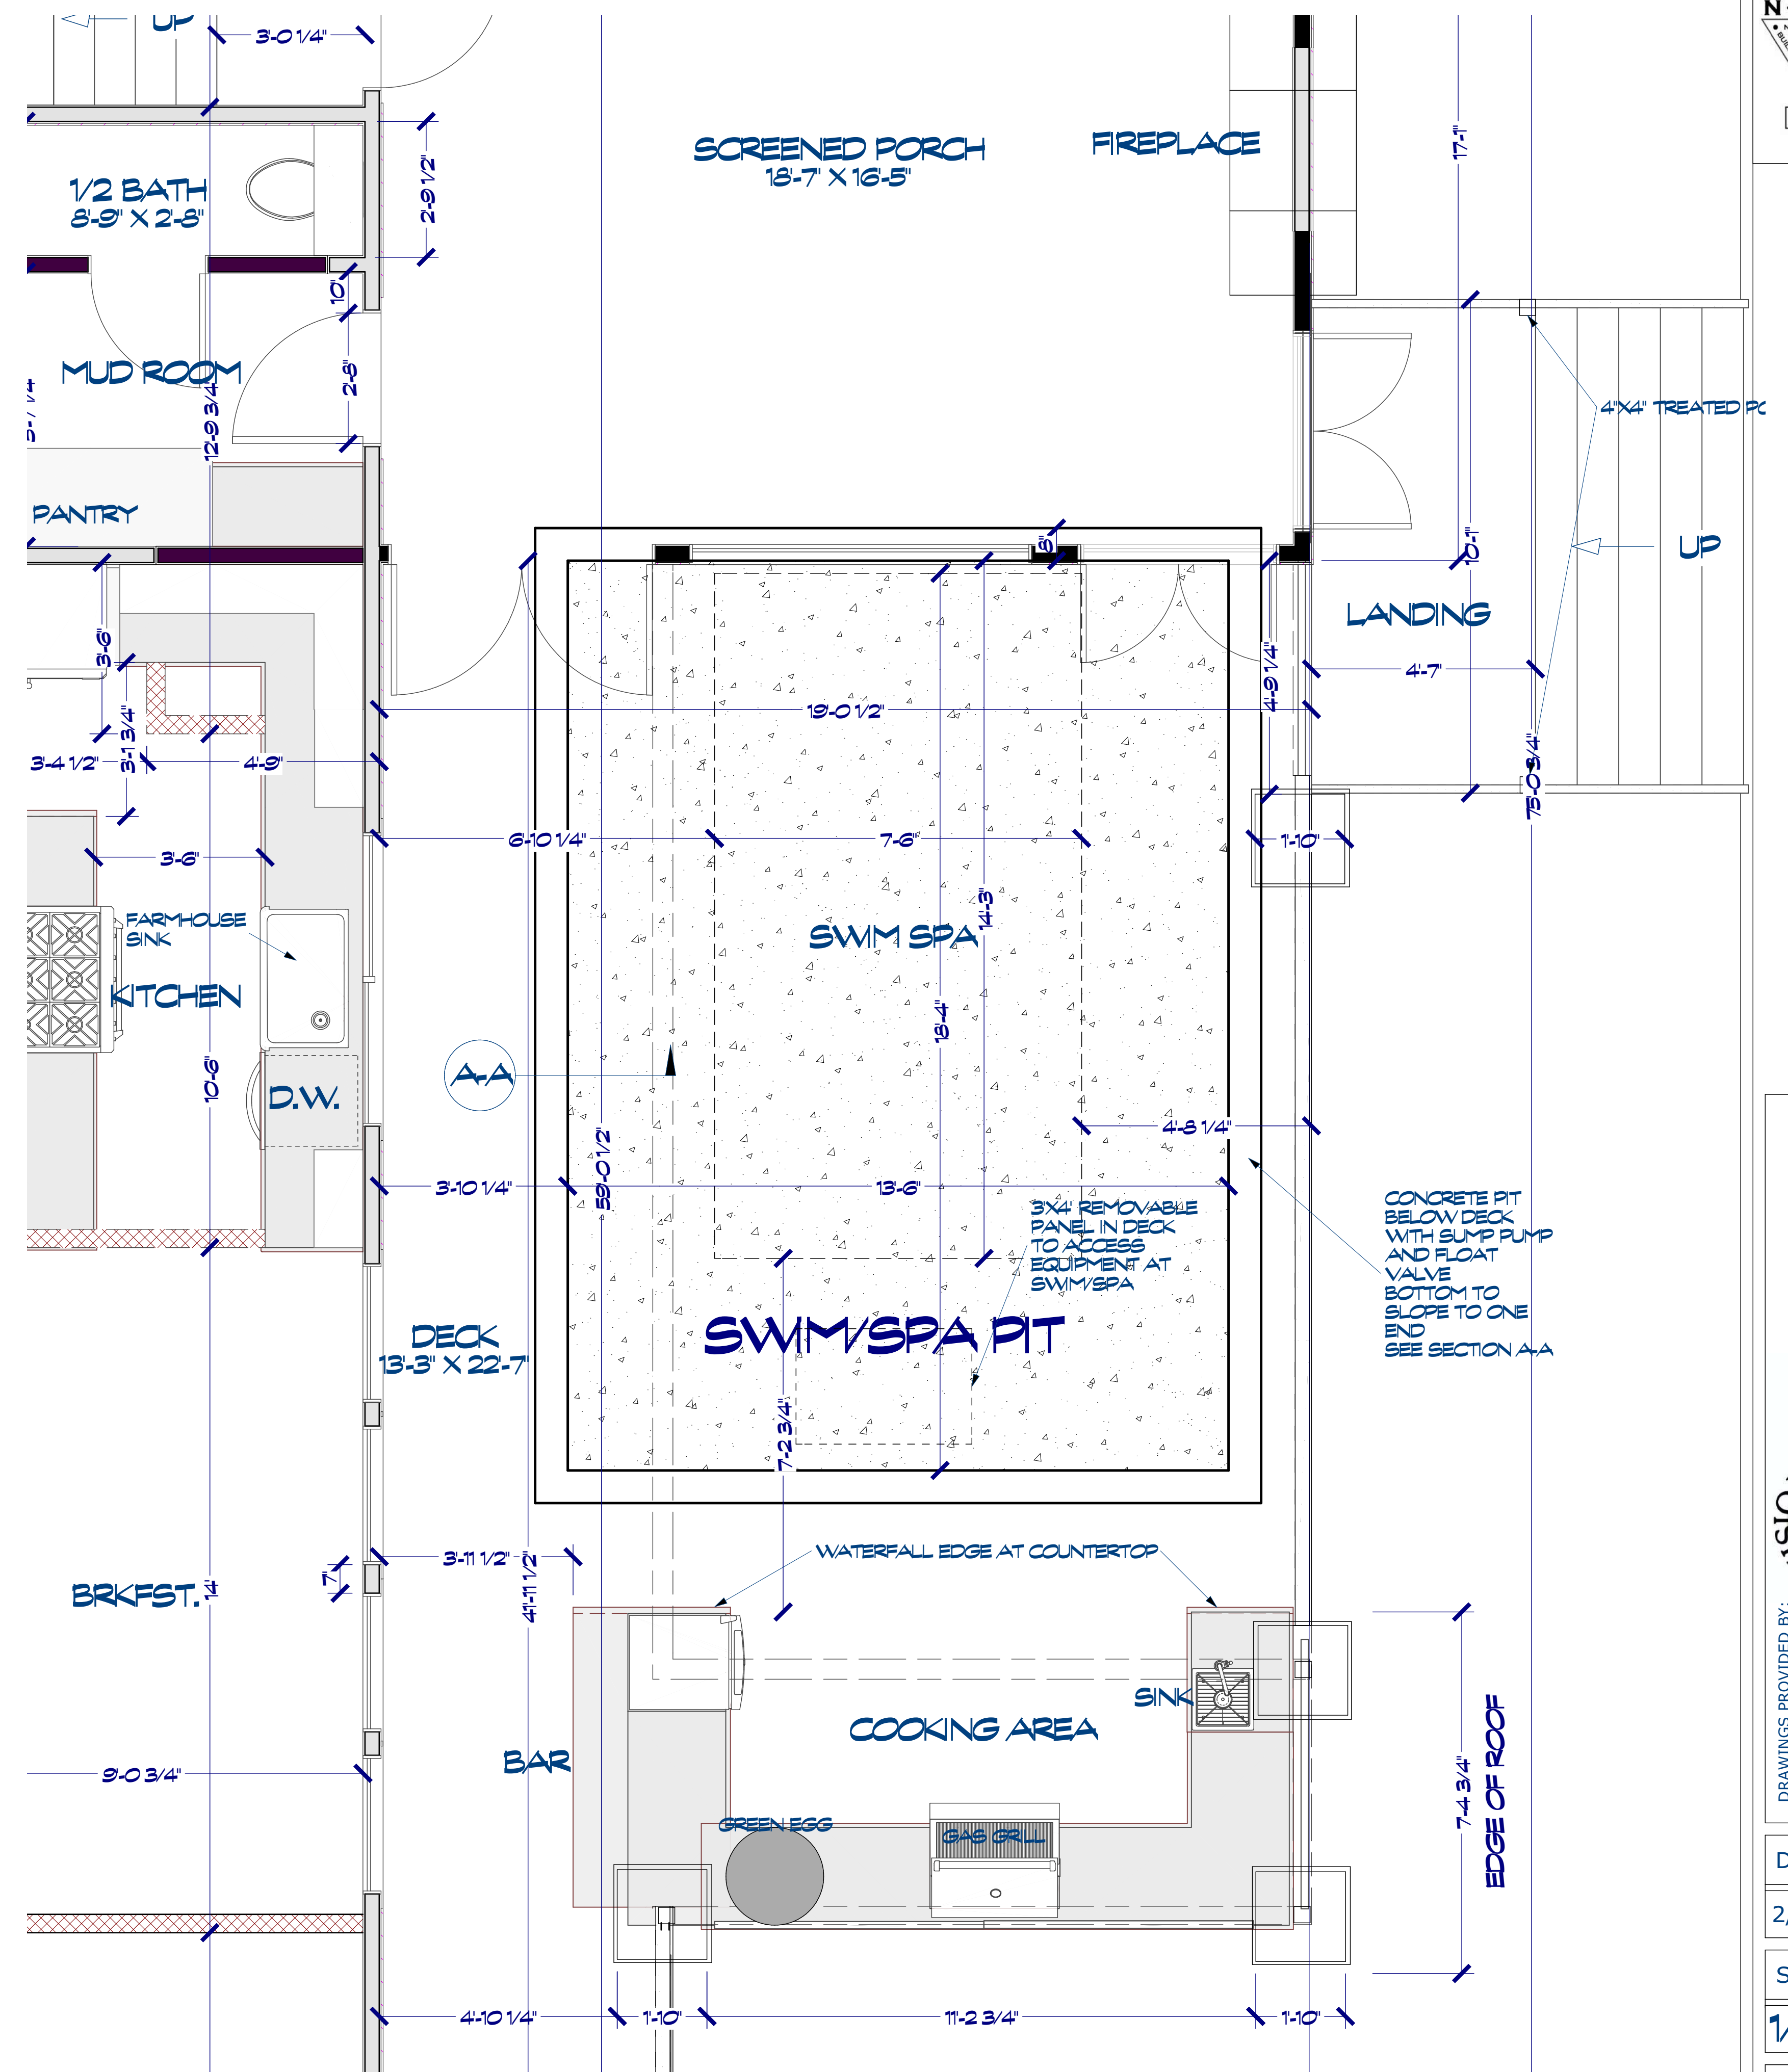 UP
3'-0 1/4"
N
SCREENED PORCH
18'-7" X 16'-5"
FIREPLACE
17'-1"
1/2 BATH
8'-9" X 2'-8"
2'-9 1/2"
10"
2'-8"
MUD ROOM
12'-9 3/4"
4"X4" TREATED
PANTRY
8"
10'-1"
UP
LANDING
3'-6"
4'-9 1/4"
4'-7"
19'-0 1/2"
3'-1 3/4"
3'-4 1/2"
4'-9"
75'-0 3/4"
6'-10 1/4"
7'-6"
1'-10"
3'-6"
14'-3"
FARMHOUSE
SINK
SWIM SPA
KITCHEN
18'-4"
10'-6"
D.W.
A-A
4'-8 1/4"
59'-0 1/2"
3'-10 1/4"
13'-6"
3'X4' REMOVABLE
PANEL IN DECK
TO ACCESS
EQUIPMENT AT
SWIM/SPA
CONCRETE PIT
BELOW DECK
WITH SUMP PUMP
AND FLOAT
VALVE
BOTTOM TO
SLOPE TO ONE
END
SEE SECTION A-A
DECK
13'-3" X 22'-7"
SWIM/SPA PIT
7'-2 3/4"
3'-11 1/2"
WATERFALL EDGE AT COUNTERTOP
7"
41'-11 1/2"
BRKFST.
14'
SINK
COOKING AREA
BAR
9'-0 3/4"
7'-4 3/4"
EDGE OF ROOF
GREEN EGG
GAS GRILL
DRAWINGS PROVIDED BY:
4'-10 1/4"
1'-10"
11'-2 3/4"
1'-10"